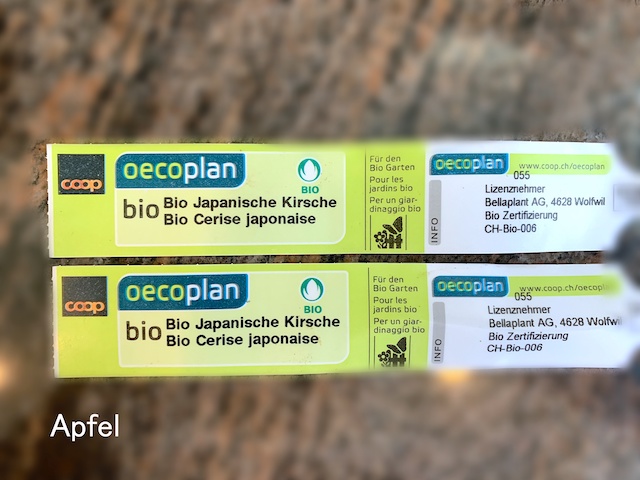 coop
oecoplan
BIO
bio
Bio Japanische Kirsche
Bio Cerise japonaise
Für den
Bio Garten
Pour les
jardins bio
Per un giar-
dinaggio bio
oecoplan
www.coop.ch/oecoplan
055
Lizenznehmer
Bellaplant AG, 4628 Wolfwil
Bio Zertifizierung
CH-Bio-006
INFO
coop
oecoplan
BIO
bio
Bio Japanische Kirsche
Bio Cerise japonaise
Für den
Bio Garten
Pour les
jardins bio
Per un giar-
dinaggio bio
oecoplan
www.coop.ch/oecoplan
055
Lizenznehmer
Bellaplant AG, 4628 Wolfwil
Bio Zertifizierung
CH-Bio-006
INFO
Apfel